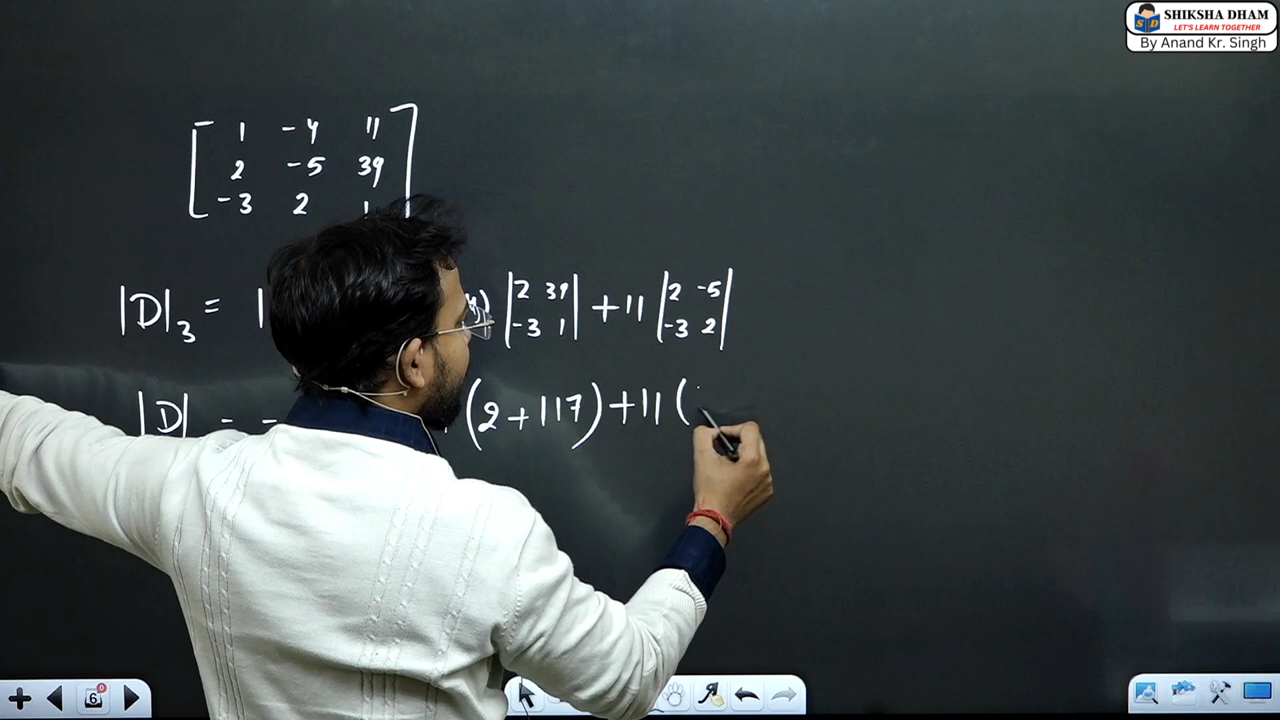 SHIKSHA DHAM
LET'S LEARN TOGETHER
By Anand Kr. Singh
S D
1 -4 11
2 -5 39
-3 2 1
|D|₃ = 1 |2 39| + 11 |2 -5|
|-3 1| |-3 2|
|D| = - (2 + 117) + 11 (
6